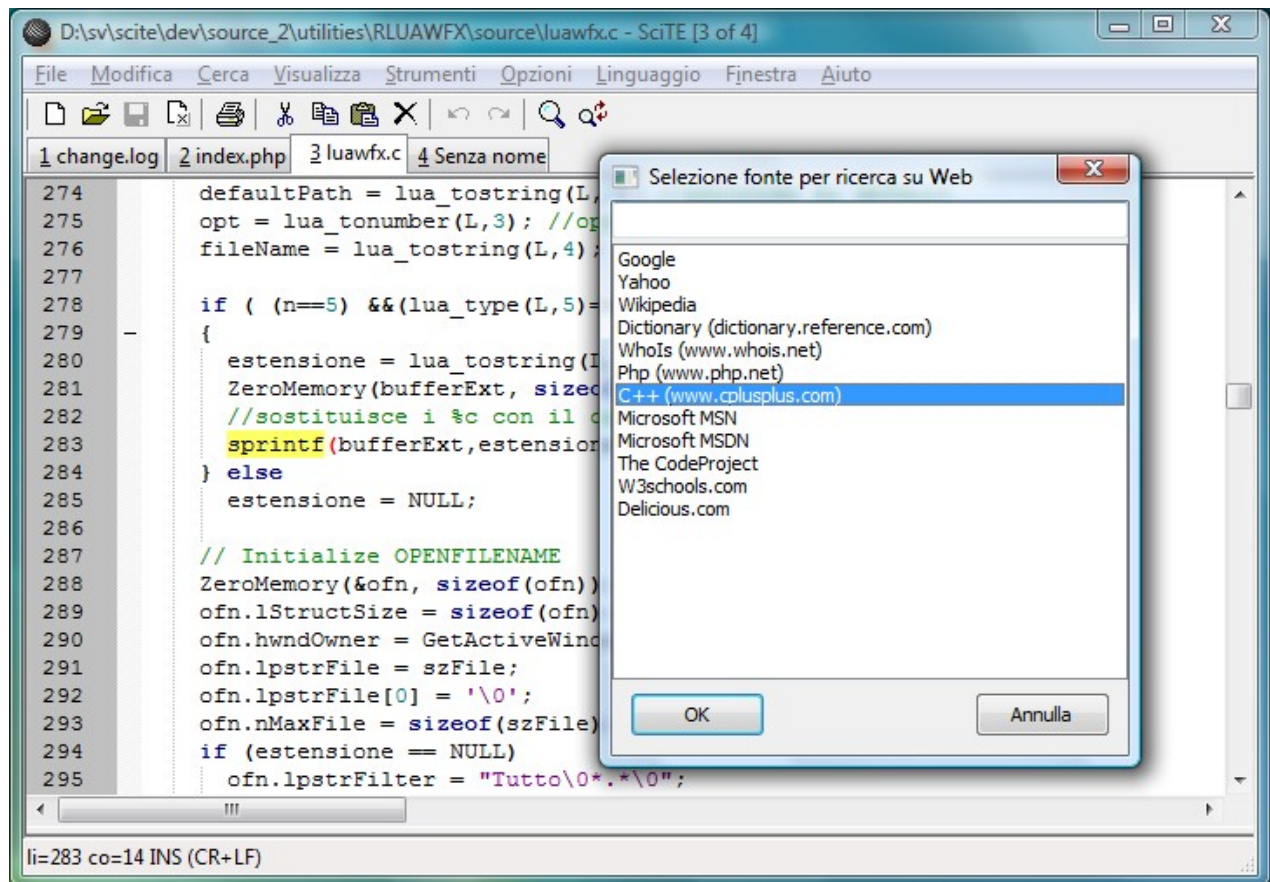 D:\sv\scite\dev\source_2\utilities\RLUAWFX\source\luawfx.c - SciTE [3 of 4]
File Modifica Cerca Visualizza Strumenti Opzioni Linguaggio Finestra Aiuto
1 change.log 2 index.php 3 luawfx.c 4 Senza nome
274 defaultPath = lua_tostring(L,
275 opt = lua_tonumber(L,3); //op
276 fileName = lua_tostring(L,4);
277
278 if ( (n==5) &&(lua_type(L,5)=
279 {
280 estensione = lua_tostring(L
281 ZeroMemory(bufferExt, sizeo
282 //sostituisce i %c con il c
283 sprintf(bufferExt,estension
284 } else
285 estensione = NULL;
286
287 // Initialize OPENFILENAME
288 ZeroMemory(&ofn, sizeof(ofn))
289 ofn.lStructSize = sizeof(ofn)
290 ofn.hwndOwner = GetActiveWind
291 ofn.lpstrFile = szFile;
292 ofn.lpstrFile[0] = '\0';
293 ofn.nMaxFile = sizeof(szFile)
294 if (estensione == NULL)
295 ofn.lpstrFilter = "Tutto\0*.*\0";
li=283 co=14 INS (CR+LF)
Selezione fonte per ricerca su Web
Google
Yahoo
Wikipedia
Dictionary (dictionary.reference.com)
WhoIs (www.whois.net)
Php (www.php.net)
C++ (www.cplusplus.com)
Microsoft MSN
Microsoft MSDN
The CodeProject
W3schools.com
Delicious.com
OK Annulla